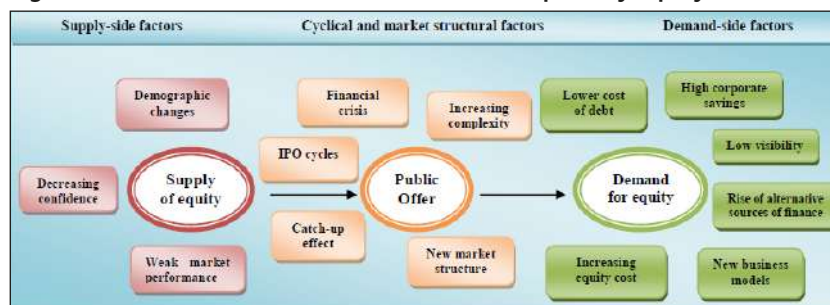 Supply-side factors
Cyclical and market structural factors
Demand-side factors
Demographic
changes
Financial
crisis
Increasing
complexity
Lower cost
of debt
High corporate
savings
IPO cycles
Low visibility
Decreasing
confidence
Supply
of equity
Public
Offer
Demand
for equity
Rise of alternative
sources of finance
Catch-up
effect
Weak market
performance
New market
structure
Increasing
equity cost
New business
models